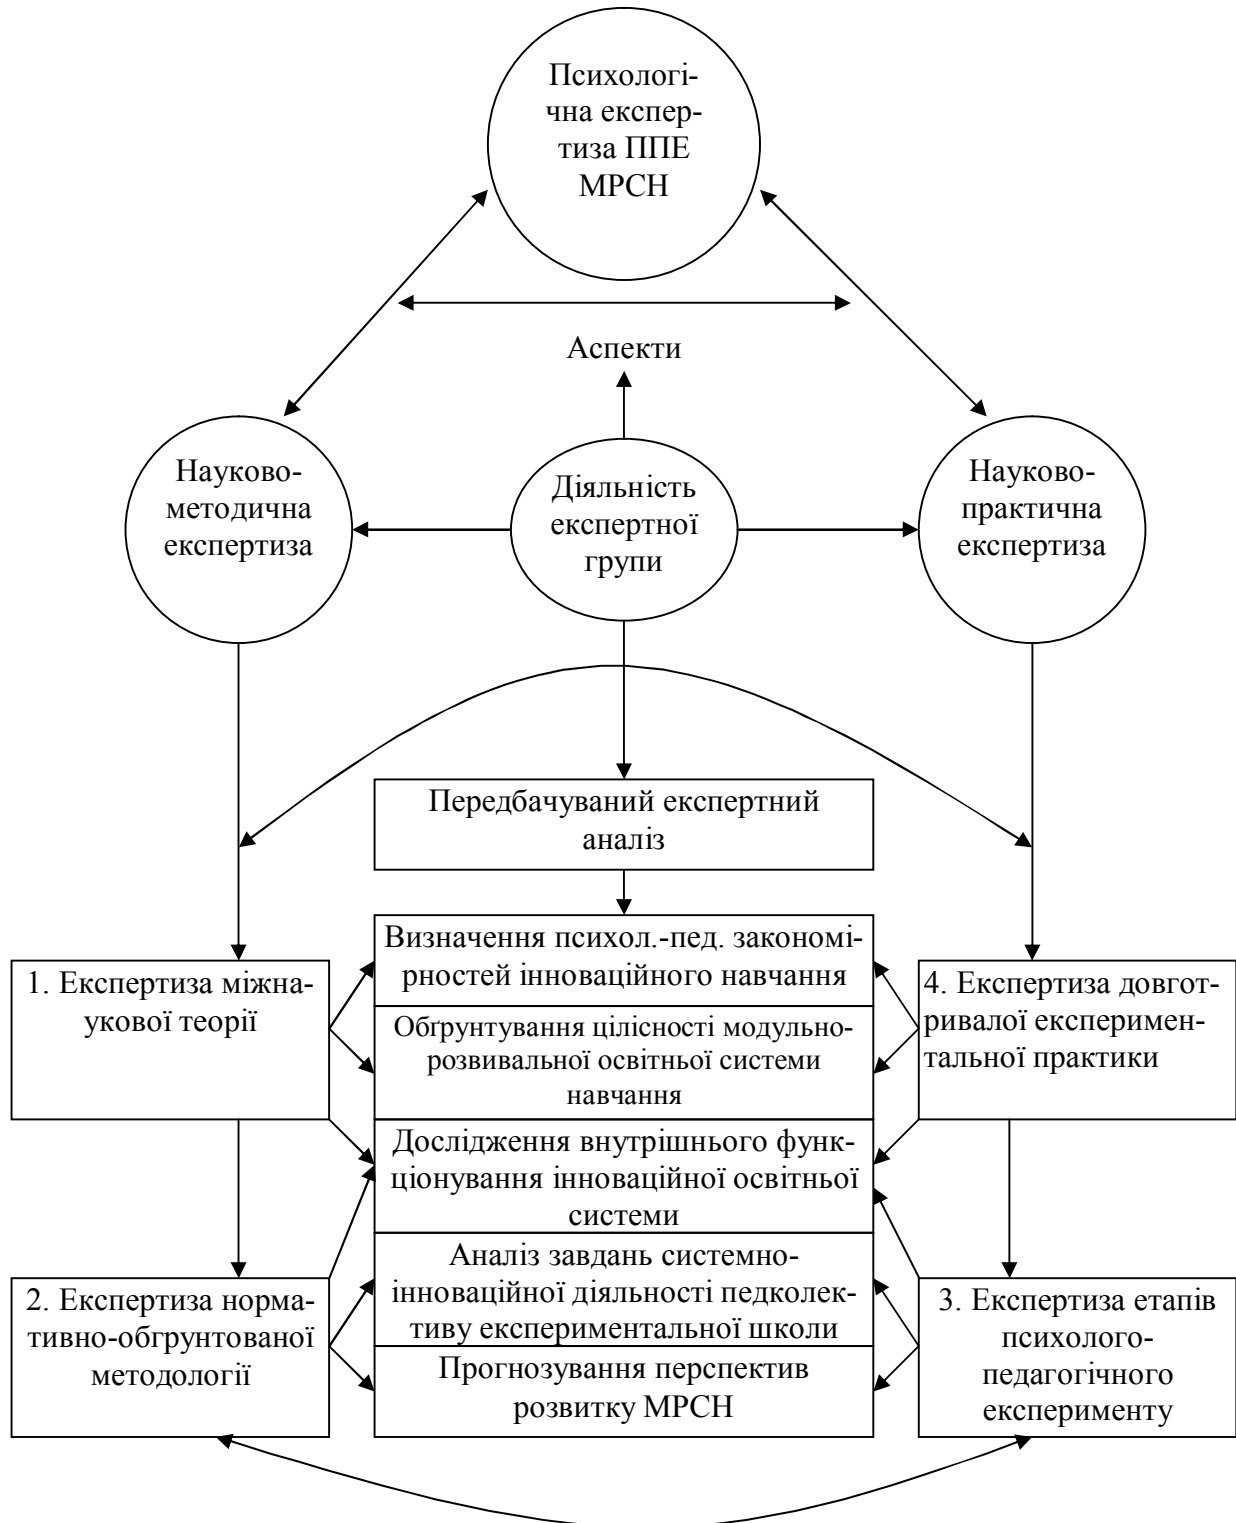 Психологі-
чна експер-
тиза ППЕ
МРСН
Аспекти
Науково-
методична
експертиза
Діяльність
експертної
групи
Науково-
практична
експертиза
Передбачуваний експертний
аналіз
Визначення психол.-пед. закономі-
рностей інноваційного навчання
1. Експертиза міжна-
укової теорії
Обґрунтування цілісності модульно-
розвивальної освітньої системи
навчання
4. Експертиза довгот-
ривалої експеримен-
тальної практики
Дослідження внутрішнього функ-
ціонування інноваційної освітньої
системи
Аналіз завдань системно-
інноваційної діяльності педколек-
тиву експериментальної школи
2. Експертиза норма-
тивно-обгрунтованої
методології
Прогнозування перспектив
розвитку МРСН
3. Експертиза етапів
психолого-
педагогічного
експерименту